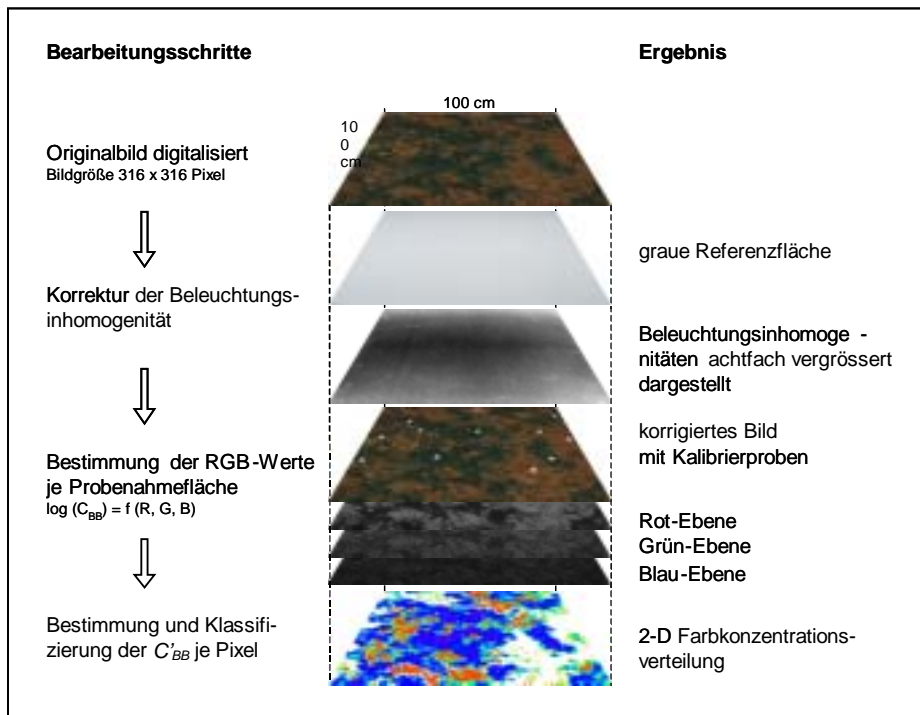 Bearbeitungsschritte
Ergebnis
100 cm
10
0
cm
Originalbild digitalisiert
Bildgröße 316 x 316 Pixel
graue Referenzfläche
Korrektur der Beleuchtungs-
inhomogenität
Beleuchtungsinhomoge -
nitäten achtfach vergrössert
dargestellt
korrigiertes Bild
mit Kalibrierproben
Bestimmung der RGB-Werte
je Probenahmefläche
log (C_BB) = f (R, G, B)
Rot-Ebene
Grün-Ebene
Blau-Ebene
Bestimmung und Klassifi-
zierung der C'_BB je Pixel
2-D Farbkonzentrations-
verteilung